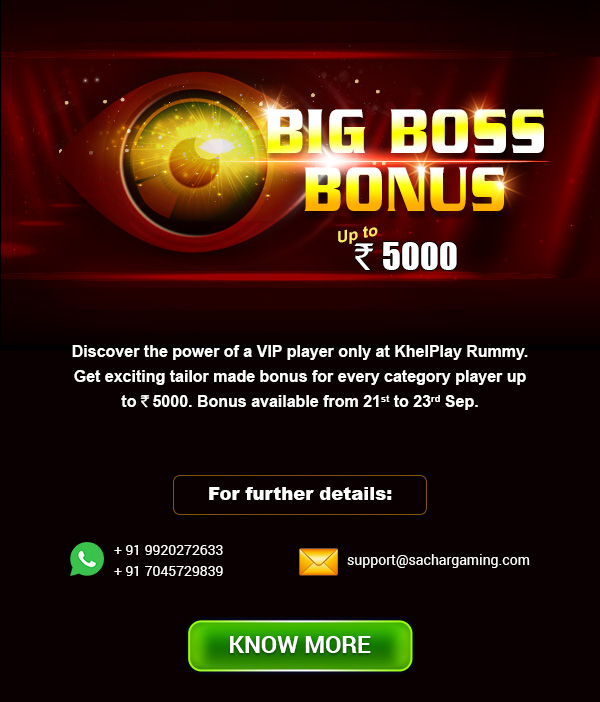 BIG BOSS
BÖNUS
Up to
₹ 5000
Discover the power of a VIP player only at KhelPlay Rummy.
Get exciting tailor made bonus for every category player up
to ₹ 5000. Bonus available from 21st to 23rd Sep.
For further details:
+ 91 9920272633
+ 91 7045729839
support@sachargaming.com
KNOW MORE